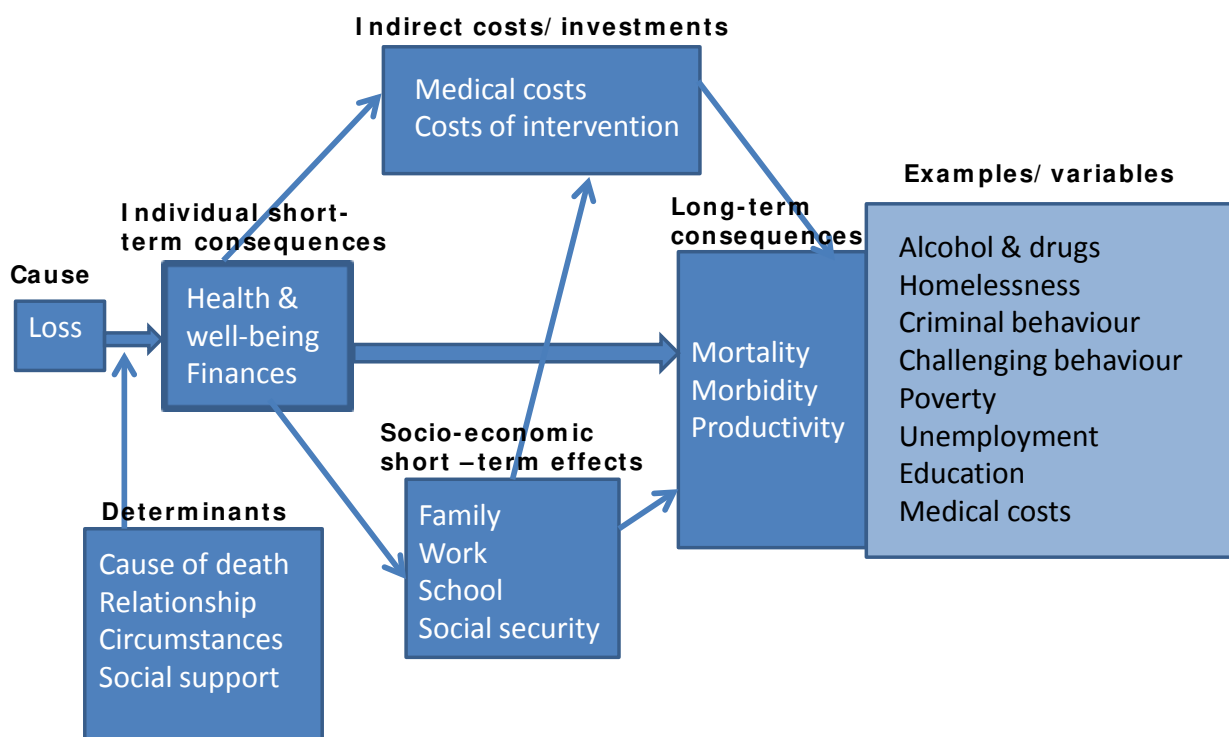 Indirect costs/ investments
Medical costs
Costs of intervention
Examples/ variables
Alcohol & drugs
Homelessness
Criminal behaviour
Challenging behaviour
Poverty
Unemployment
Education
Medical costs
Individual short-
term consequences
Health &
well-being
Finances
Long-term
consequences
Mortality
Morbidity
Productivity
Cause
Loss
Socio-economic
short –term effects
Family
Work
School
Social security
Determinants
Cause of death
Relationship
Circumstances
Social support